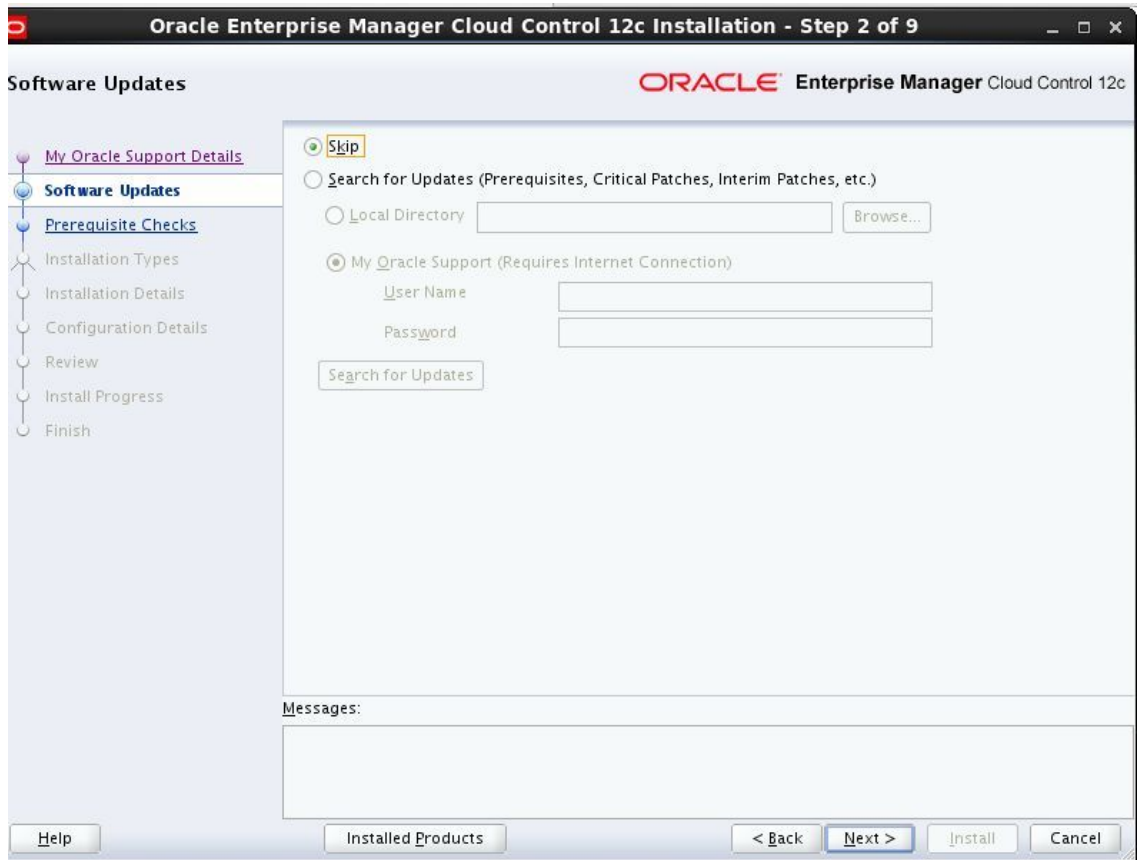 Oracle Enterprise Manager Cloud Control 12c Installation - Step 2 of 9
Software Updates
ORACLE Enterprise Manager Cloud Control 12c
My Oracle Support Details
Software Updates
Prerequisite Checks
Installation Types
Installation Details
Configuration Details
Review
Install Progress
Finish
Skip
Search for Updates (Prerequisites, Critical Patches, Interim Patches, etc.)
Local Directory Browse...
My Oracle Support (Requires Internet Connection)
User Name
Password
Search for Updates
Messages:
Help Installed Products < Back Next > Install Cancel